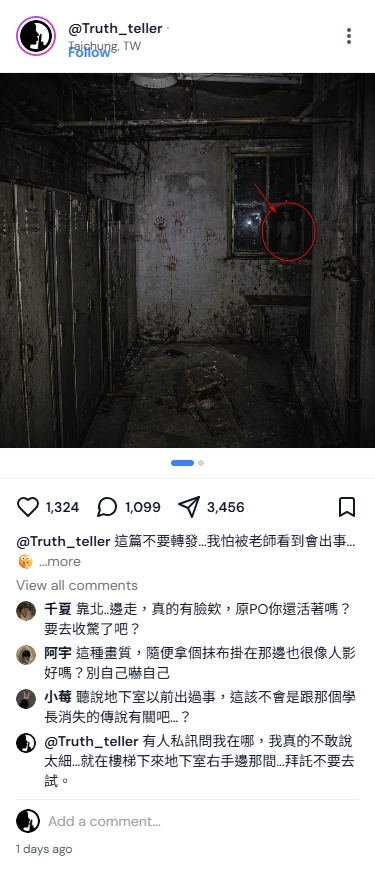 @Truth_teller ·
Taichung, TW
Follow
1,324 1,099 3,456
@Truth_teller 這篇不要轉發...我怕被老師看到會出事...
🤫 ...more
View all comments
千夏 靠北..邊走，真的有臉欸，原PO你還活著嗎？
要去收驚了吧？
阿宇 這種畫質，隨便拿個抹布掛在那邊也很像人影
好嗎？別自己嚇自己
小莓 聽說地下室以前出過事，這該不會是跟那個學
長消失的傳說有關吧...？
@Truth_teller 有人私訊問我在哪，我真的不敢說
太細...就在樓梯下來地下室右手邊那間...拜託不要去
試。
Add a comment...
1 days ago